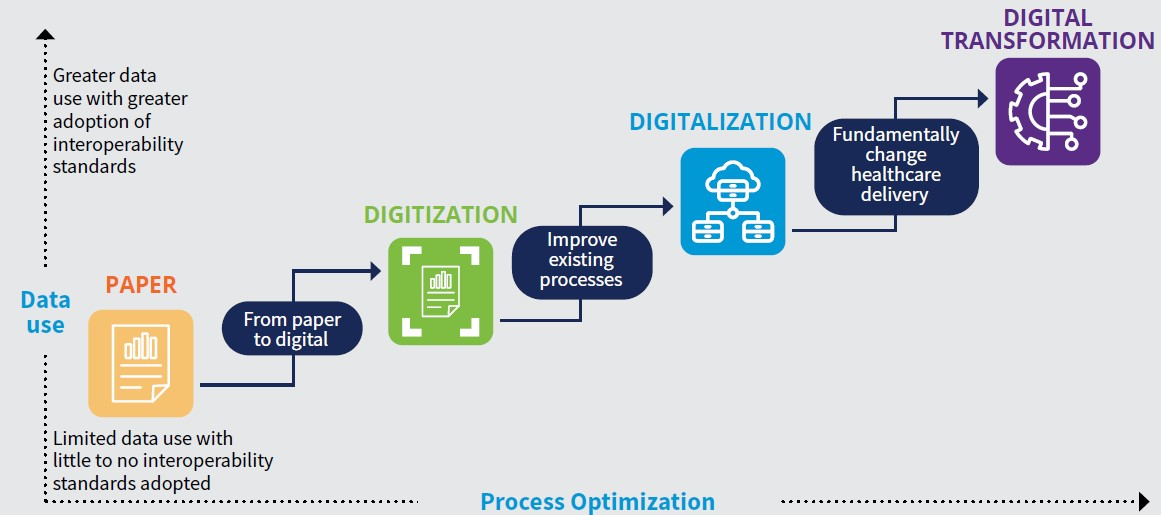 DIGITAL
TRANSFORMATION
Greater data
use with greater
adoption of
interoperability
standards
DIGITALIZATION
Fundamentally
change
healthcare
delivery
DIGITIZATION
Improve
existing
processes
PAPER
Data
use
From paper
to digital
Limited data use with
little to no interoperability
standards adopted
Process Optimization